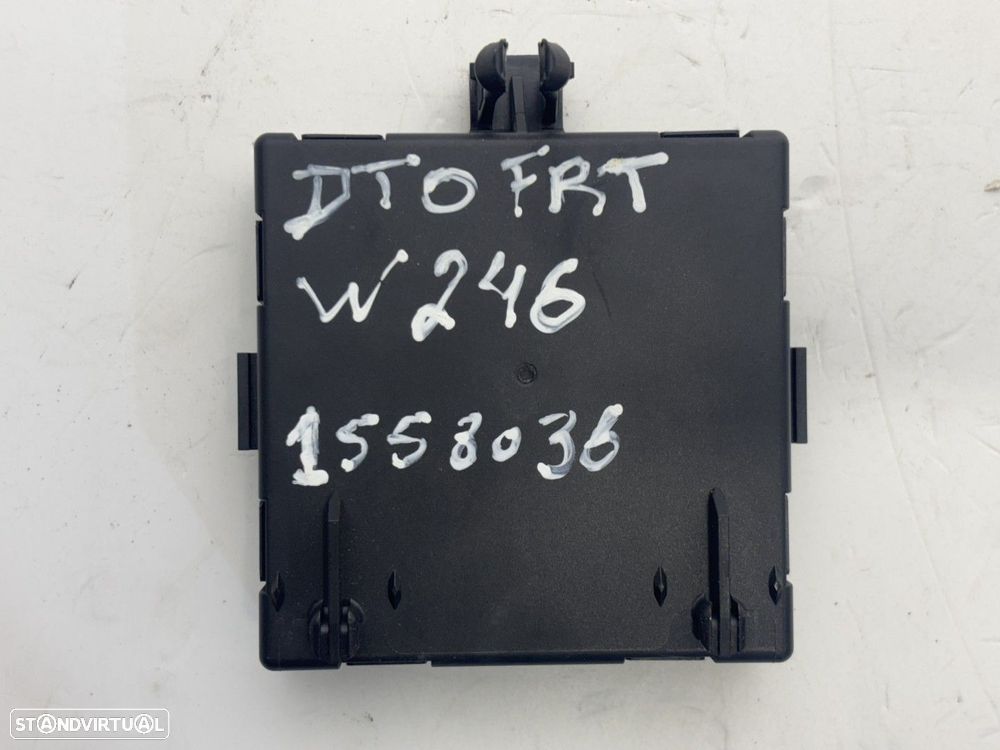 DTO FRT
W246
1558036
STANDVIRTUAL